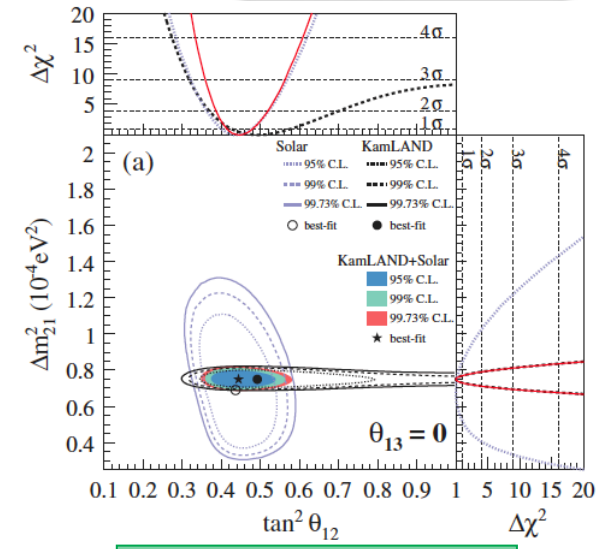 20
15
10
5
Δχ²
4σ
3σ
2σ
1σ
(a)
Solar KamLAND
95% C.L. 95% C.L.
99% C.L. 99% C.L.
99.73% C.L. 99.73% C.L.
best-fit best-fit
KamLAND+Solar
95% C.L.
99% C.L.
99.73% C.L.
best-fit
θ₁₃ = 0
1σ 2σ 3σ 4σ
2
1.8
1.6
1.4
1.2
1
0.8
0.6
0.4
Δm²₂₁ (10⁻⁴eV²)
0.1 0.2 0.3 0.4 0.5 0.6 0.7 0.8 0.9 1 5 10 15 20
tan² θ₁₂ Δχ²